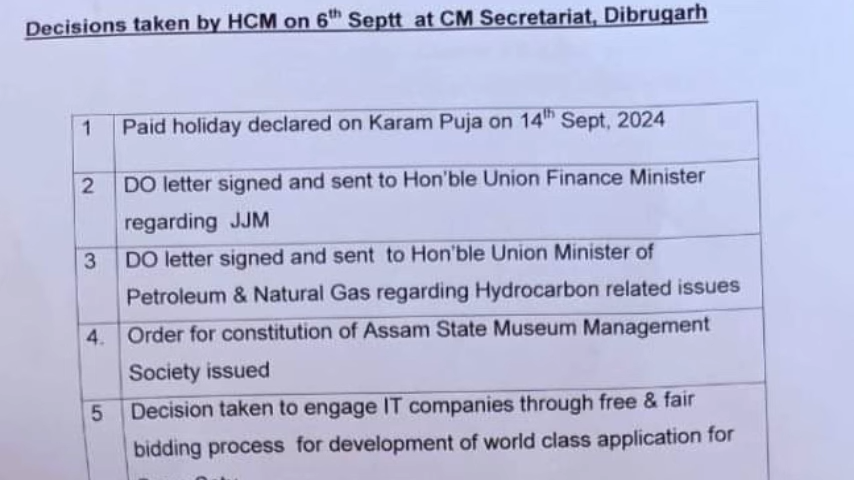 Decisions taken by HCM on 6th Septt at CM Secretariat, Dibrugarh
1 Paid holiday declared on Karam Puja on 14th Sept, 2024
2 DO letter signed and sent to Hon'ble Union Finance Minister
regarding JJM
3 DO letter signed and sent to Hon'ble Union Minister of
Petroleum & Natural Gas regarding Hydrocarbon related issues
4. Order for constitution of Assam State Museum Management
Society issued
5 Decision taken to engage IT companies through free & fair
bidding process for development of world class application for